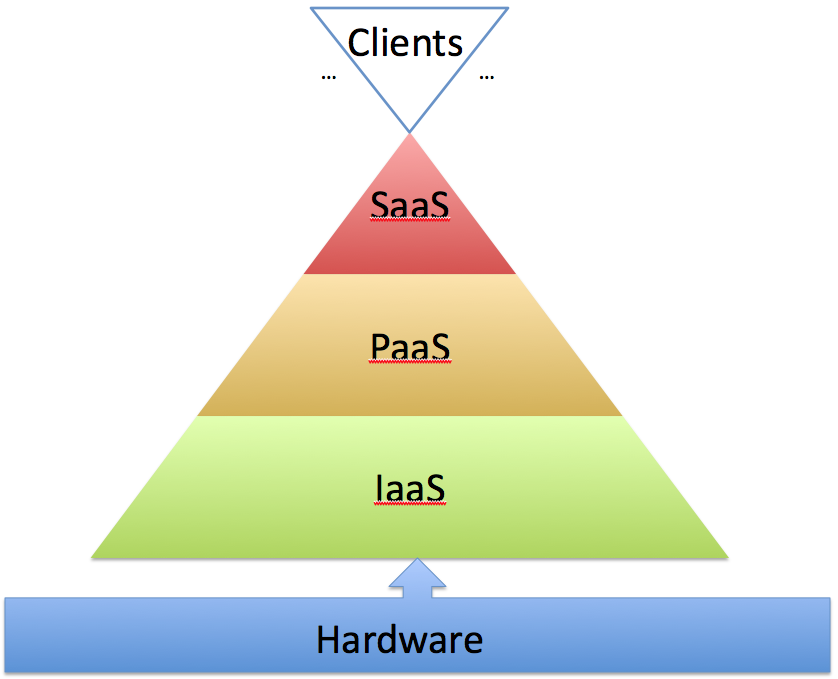 Clients
... ...
SaaS
PaaS
IaaS
Hardware